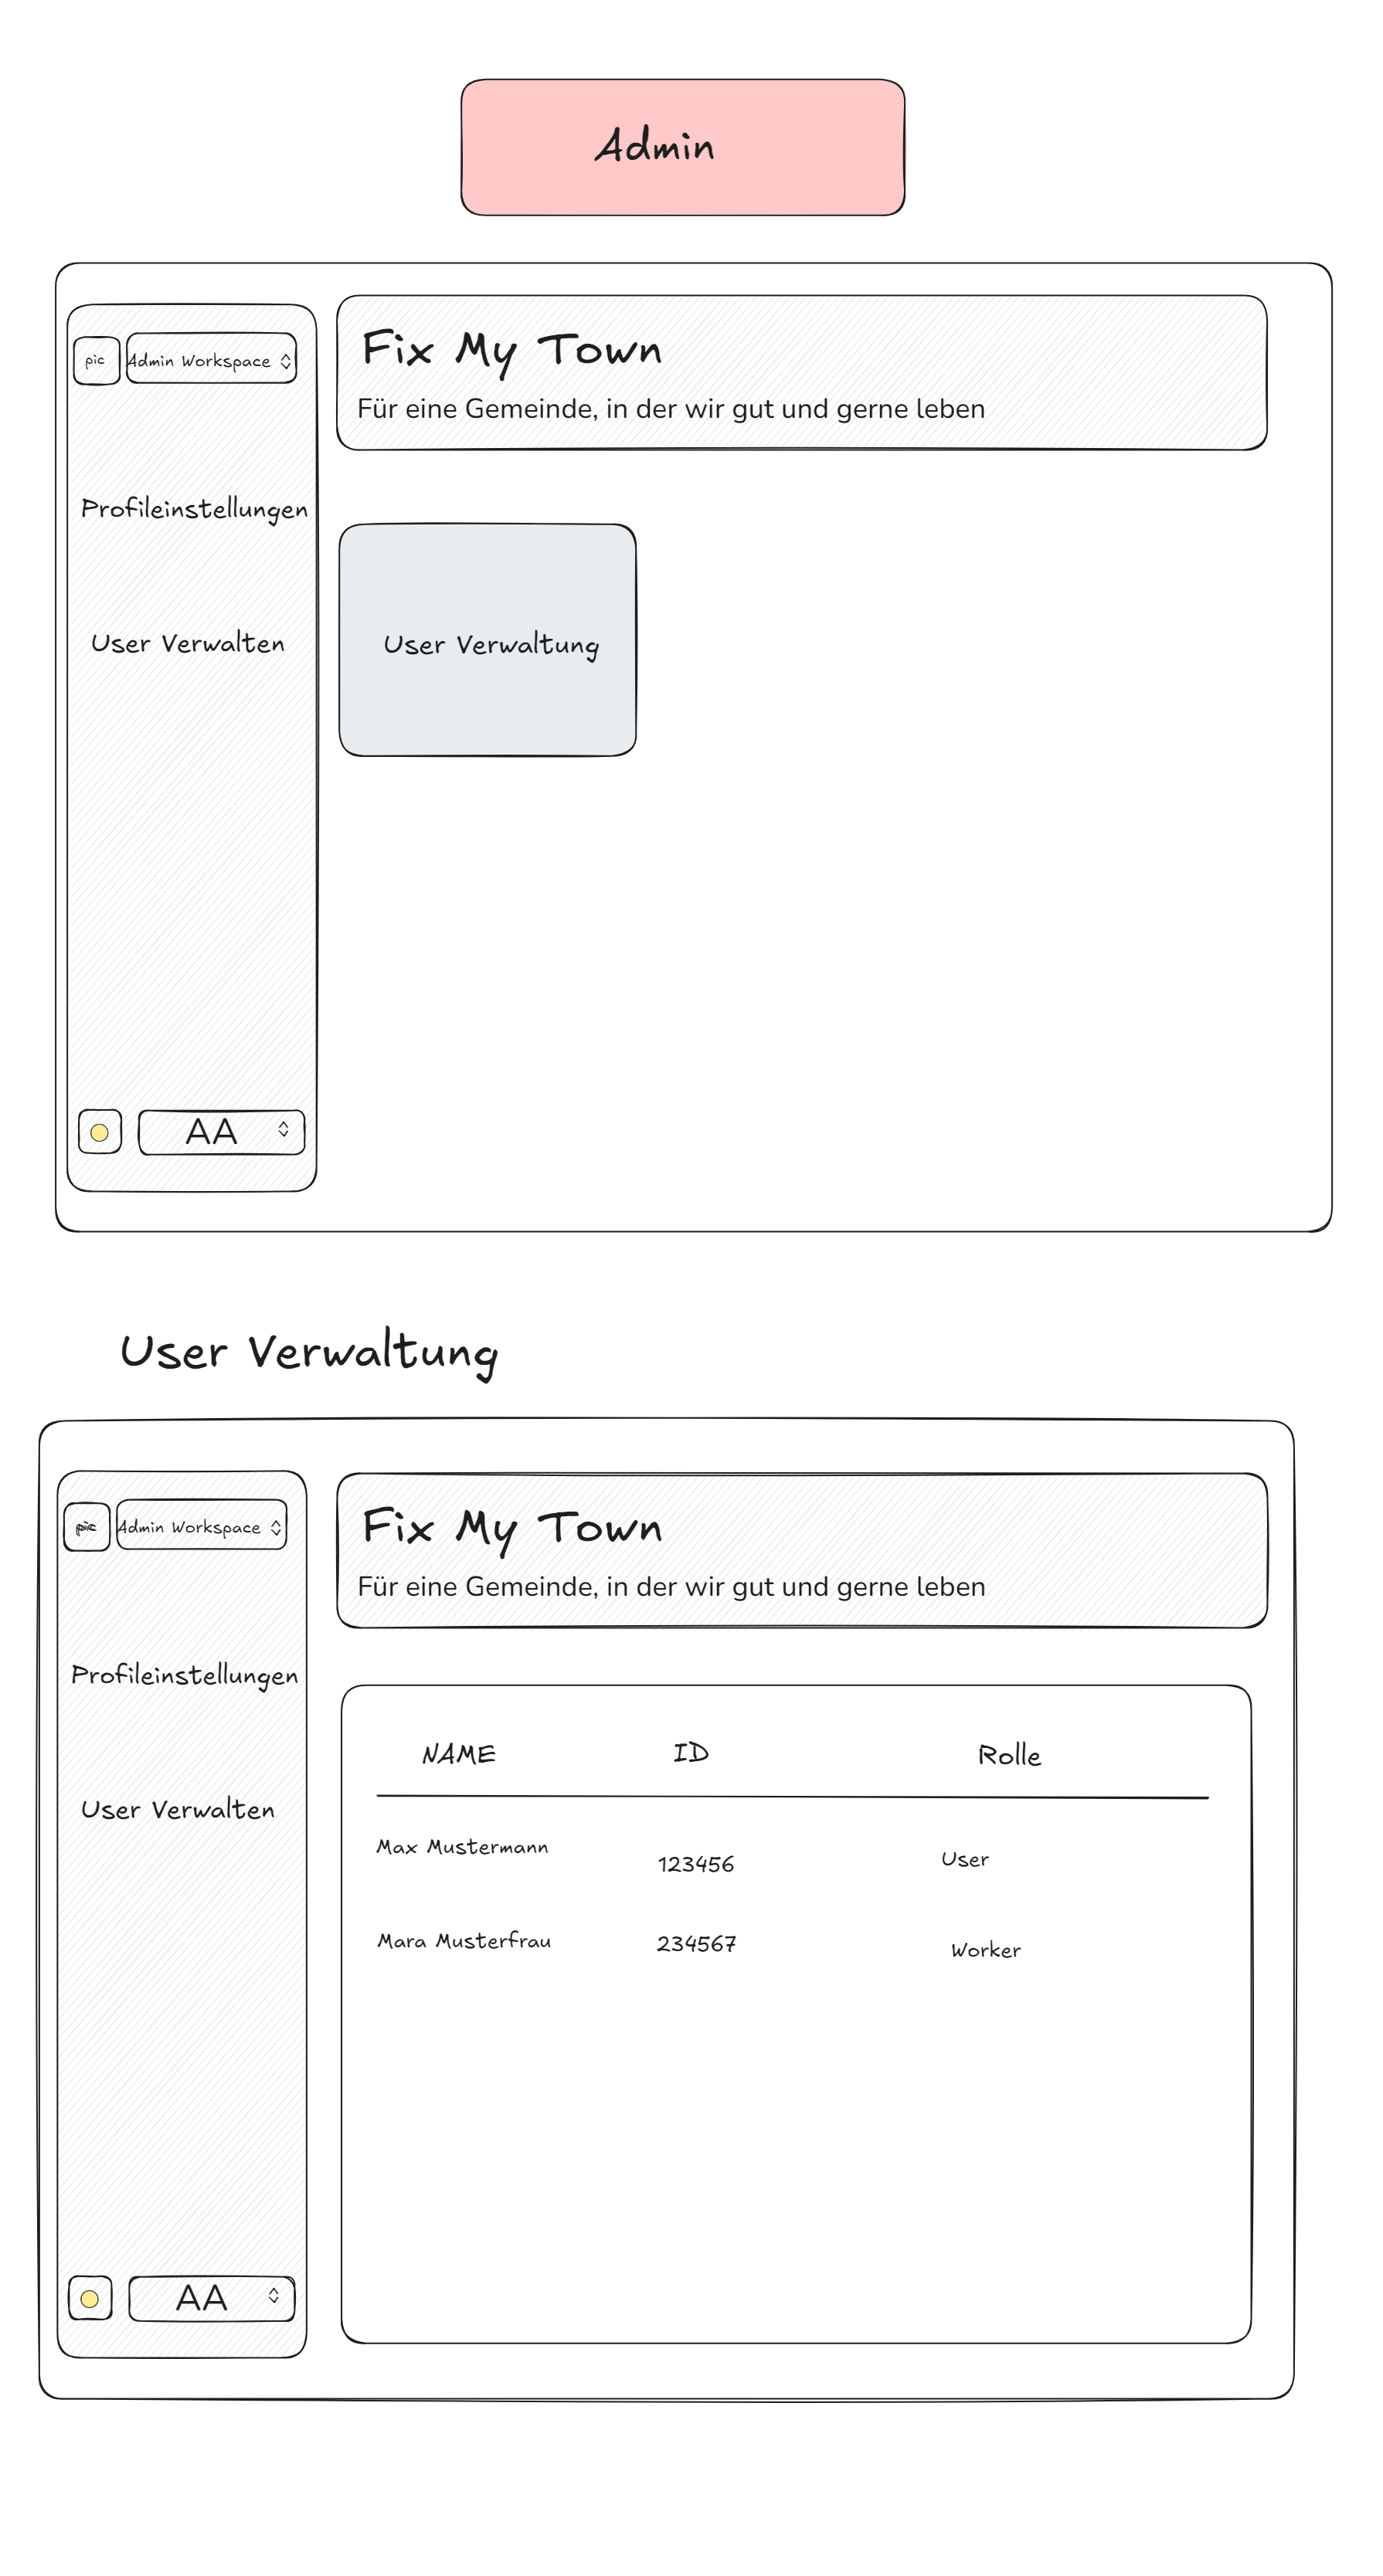 Admin
pic
Admin Workspace
Fix My Town
Für eine Gemeinde, in der wir gut und gerne leben
Profileinstellungen
User Verwalten
User Verwaltung
AA
User Verwaltung
pic
Admin Workspace
Fix My Town
Für eine Gemeinde, in der wir gut und gerne leben
Profileinstellungen
User Verwalten
NAME ID Rolle
Max Mustermann 123456 User
Mara Musterfrau 234567 Worker
AA